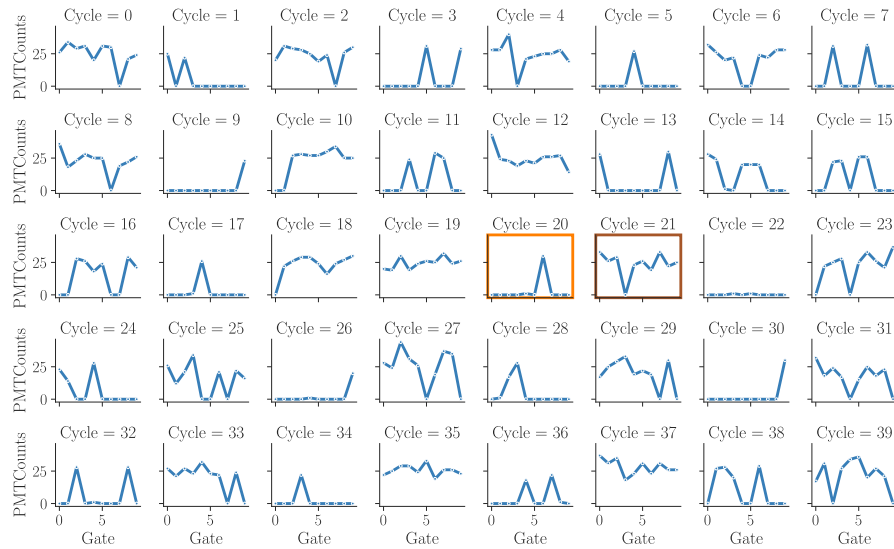 Cycle = 0 Cycle = 1 Cycle = 2 Cycle = 3 Cycle = 4 Cycle = 5 Cycle = 6 Cycle = 7
PMTCounts
25
0
Cycle = 8 Cycle = 9 Cycle = 10 Cycle = 11 Cycle = 12 Cycle = 13 Cycle = 14 Cycle = 15
PMTCounts
25
0
Cycle = 16 Cycle = 17 Cycle = 18 Cycle = 19 Cycle = 20 Cycle = 21 Cycle = 22 Cycle = 23
PMTCounts
25
0
Cycle = 24 Cycle = 25 Cycle = 26 Cycle = 27 Cycle = 28 Cycle = 29 Cycle = 30 Cycle = 31
PMTCounts
25
0
Cycle = 32 Cycle = 33 Cycle = 34 Cycle = 35 Cycle = 36 Cycle = 37 Cycle = 38 Cycle = 39
PMTCounts
25
0
0 5 0 5 0 5 0 5 0 5 0 5 0 5 0 5
Gate Gate Gate Gate Gate Gate Gate Gate